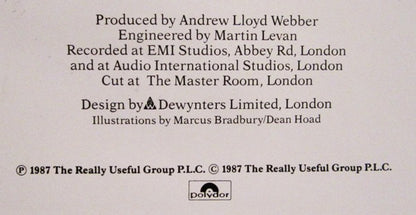 Produced by Andrew Lloyd Webber
Engineered by Martin Levan
Recorded at EMI Studios, Abbey Rd, London
and at Audio International Studios, London
Cut at The Master Room, London
Design by Dewynters Limited, London
Illustrations by Marcus Bradbury/Dean Hoad
℗ 1987 The Really Useful Group P.L.C. © 1987 The Really Useful Group P.L.C.
polydor